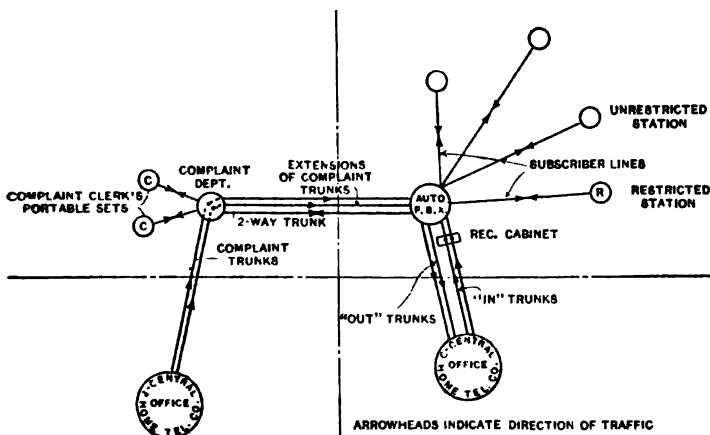 UNRESTRICTED
STATION
SUBSCRIBER LINES
C
COMPLAINT
DEPT.
EXTENSIONS
OF COMPLAINT
TRUNKS
COMPLAINT CLERK'S
PORTABLE SETS
C
2-WAY TRUNK
AUTO
P.B.X.
R
RESTRICTED
STATION
REC. CABINET
COMPLAINT
TRUNKS
"OUT" TRUNKS
"IN" TRUNKS
J-CENTRAL
OFFICE
HOME TEL. CO.
C-CENTRAL
OFFICE
HOME TEL. CO.
ARROWHEADS INDICATE DIRECTION OF TRAFFIC